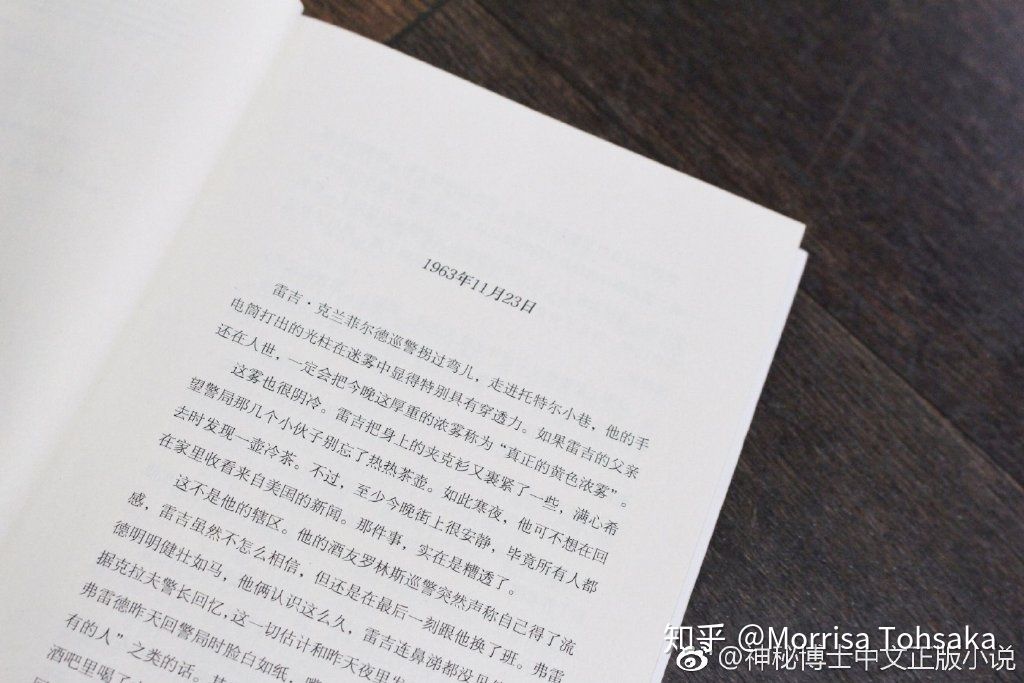 1963年11月23日
雷吉·克兰菲尔德巡警拐过弯儿，走进托特尔小巷，他的手
电筒打出的光柱在迷雾中显得特别具有穿透力。如果雷吉的父亲
还在人世，一定会把今晚这厚重的浓雾称为“真正的黄色浓雾”。
这雾也很阴冷。雷吉把身上的夹克衫又裹紧了一些，满心希
望警局那几个小伙子别忘了热热茶壶。如此寒夜，他可不想在回
去时发现一壶冷茶。不过，至少今晚街上很安静，毕竟所有人都
在家里收看来自美国的新闻。那件事，实在是糟透了。
这不是他的辖区。他的酒友罗林斯巡警突然声称自己得了流
感，雷吉虽然不怎么相信，但还是在最后一刻跟他换了班。弗雷
德明明健壮如马，他俩认识这么久，雷吉连鼻涕都没见
据克拉夫警长回忆，这一切估计和昨天夜里发
弗雷德昨天回警局时脸白如纸，嘴
有的人”之类的话。
酒吧里喝了
知乎 @Morrisa Tohsaka
@神秘博士中文正版小说